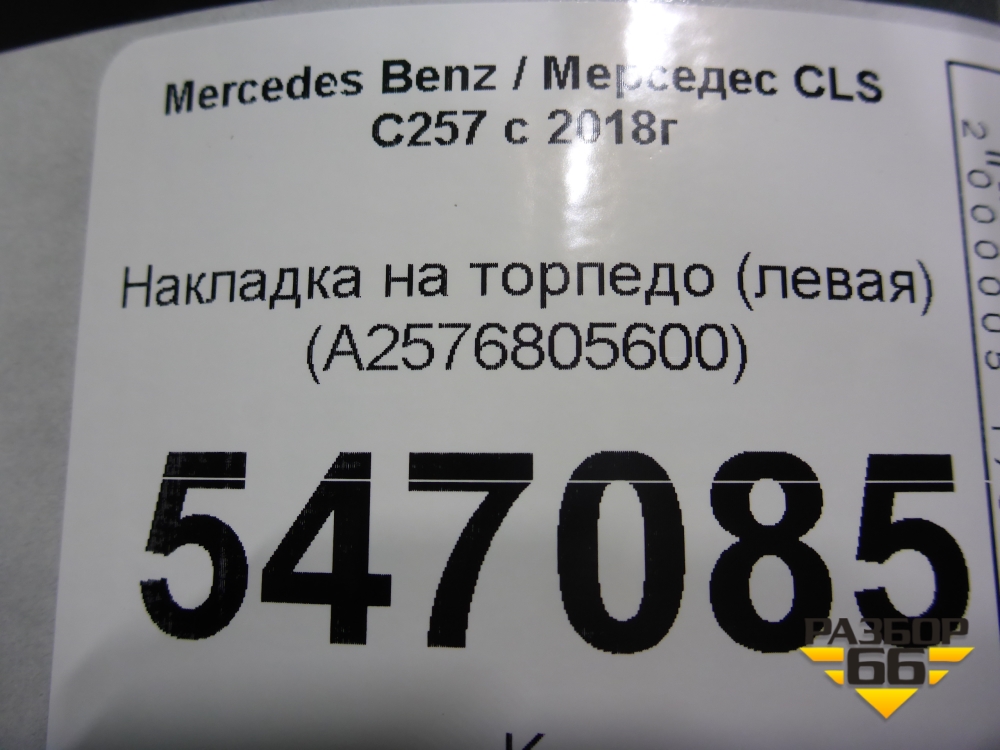 Mercedes Benz / Мерседес CLS
C257 с 2018г
Накладка на торпедо (левая)
(A2576805600)
547085
РАЗБОР
66